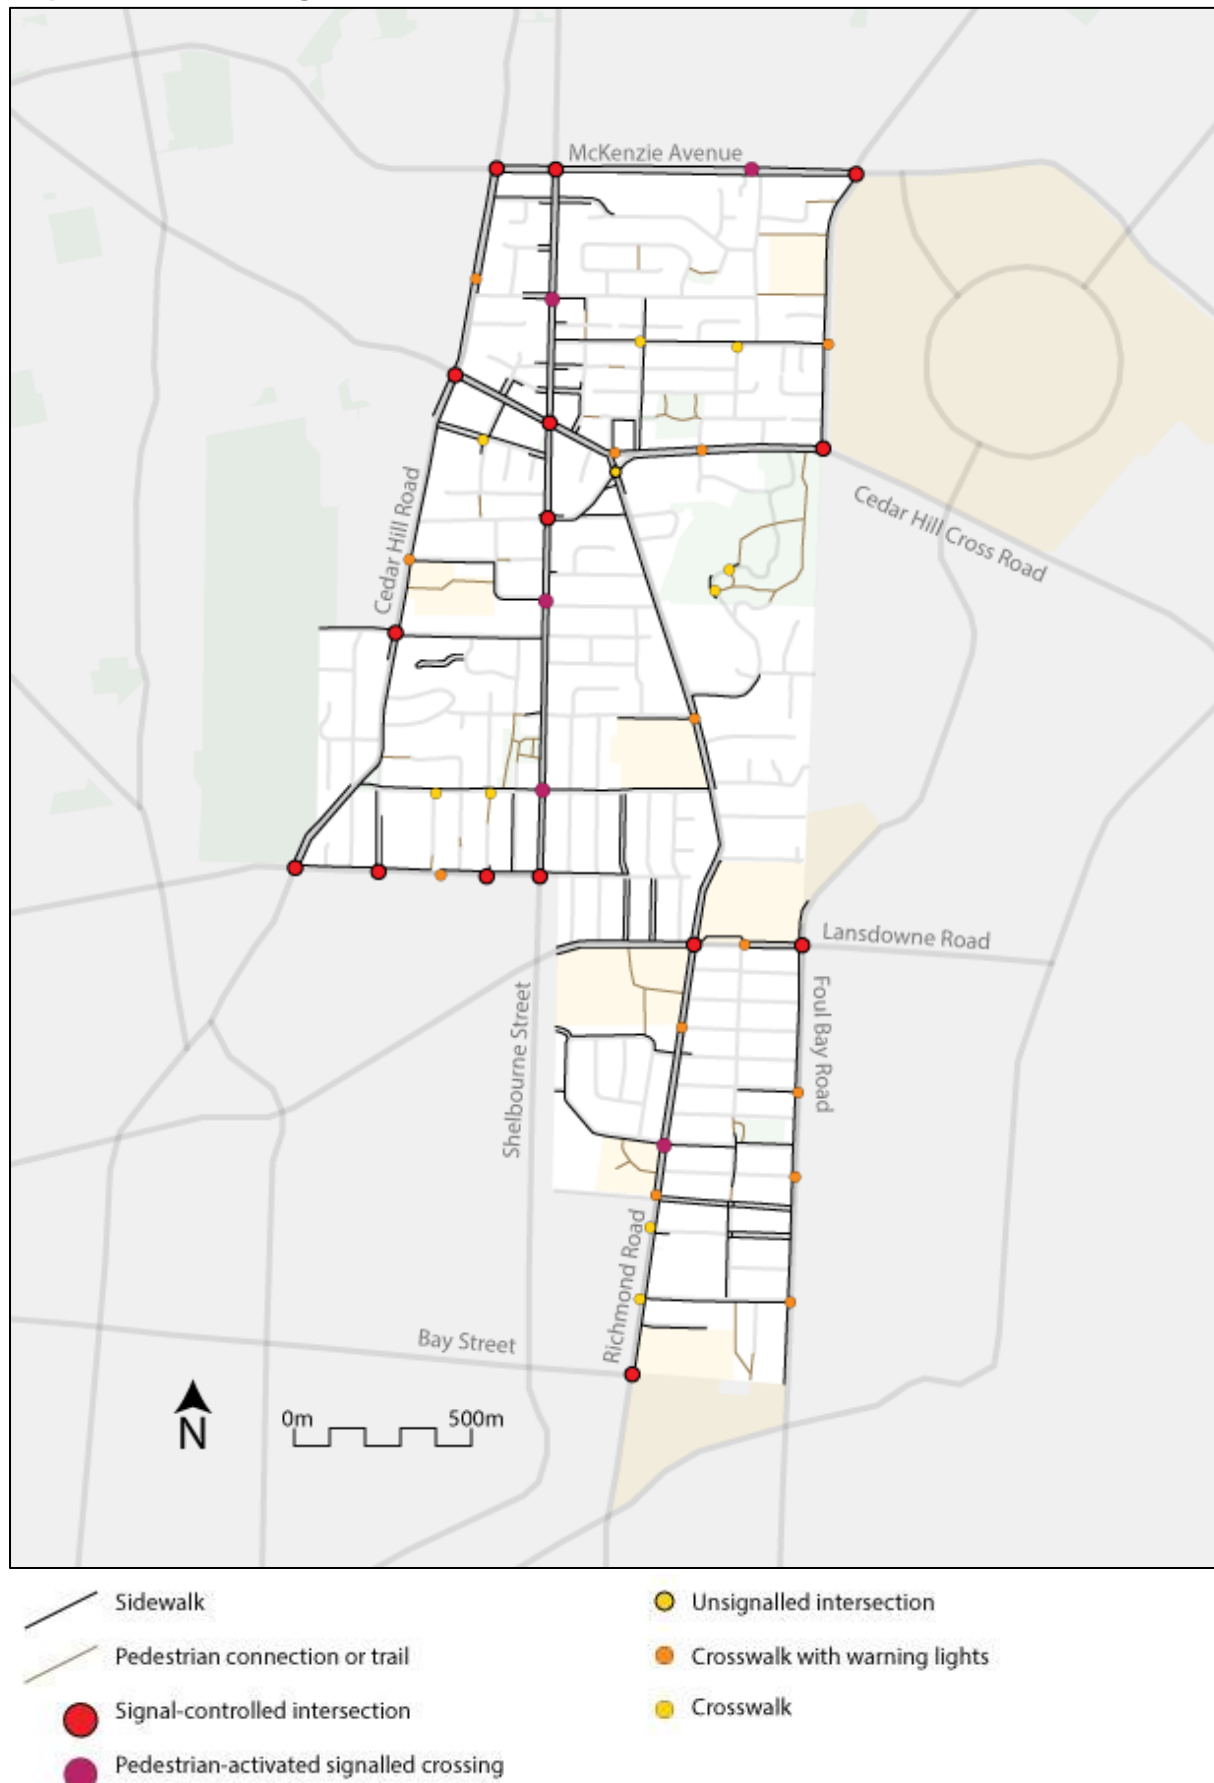 McKenzie Avenue
Cedar Hill Road
Cedar Hill Cross Road
Lansdowne Road
Shelbourne Street
Foul Bay Road
Richmond Road
Bay Street
N
0m 500m
Sidewalk
Pedestrian connection or trail
Signal-controlled intersection
Pedestrian-activated signalled crossing
Unsignalled intersection
Crosswalk with warning lights
Crosswalk